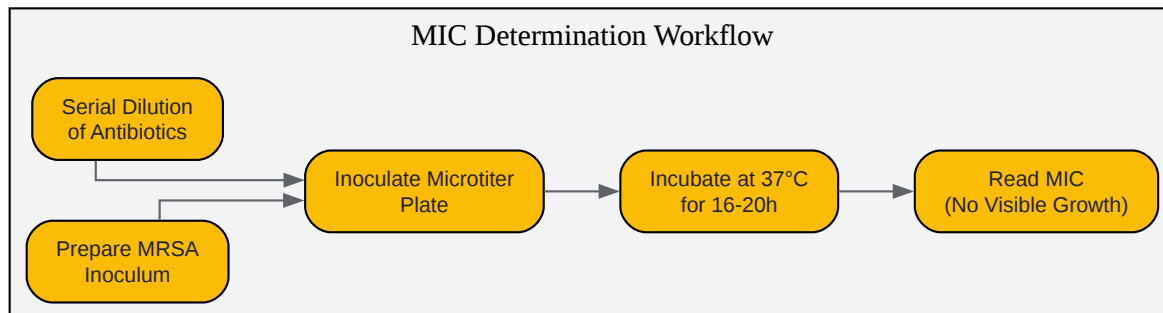 MIC Determination Workflow
Serial Dilution
of Antibiotics
Prepare MRSA
Inoculum
Inoculate Microtiter
Plate
Incubate at 37°C
for 16-20h
Read MIC
(No Visible Growth)